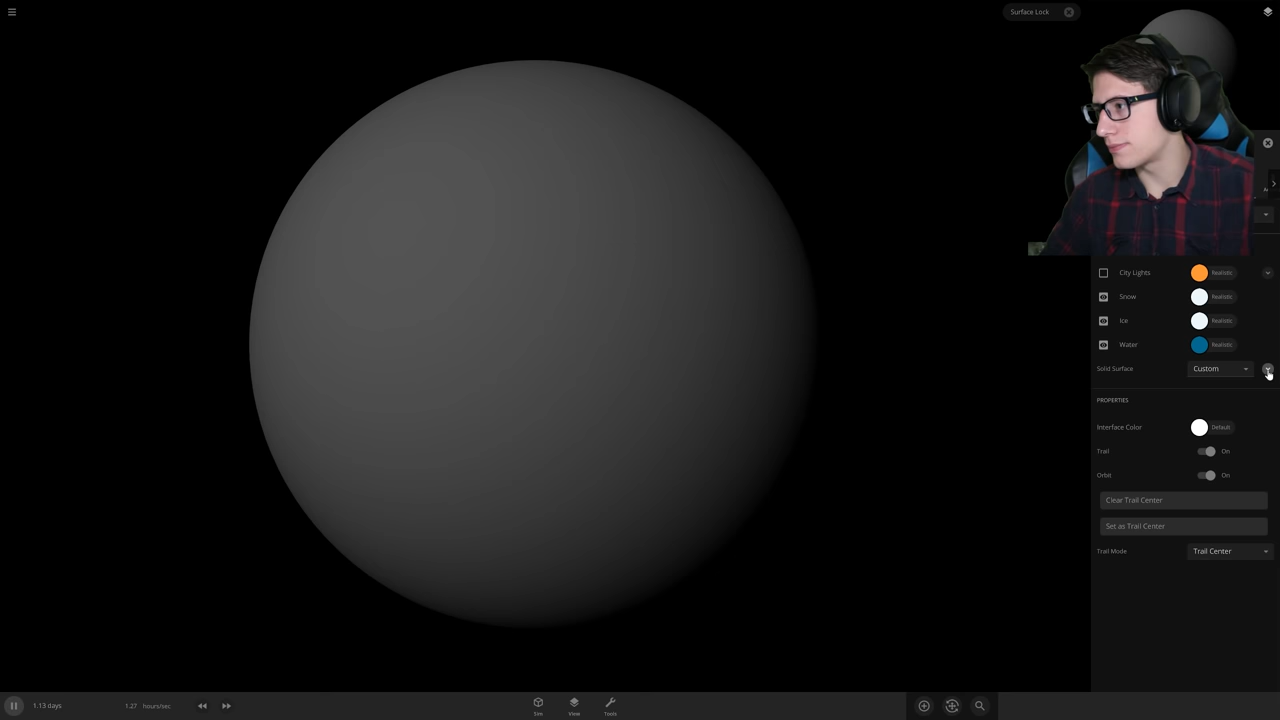 Surface Lock
City Lights Realistic
Snow Realistic
Ice Realistic
Water Realistic
Solid Surface Custom
PROPERTIES
Interface Color Default
Trail On
Orbit On
Clear Trail Center
Set as Trail Center
Trail Mode Trail Center
1.13 days 1.27 hours/sec
Sim View Tools